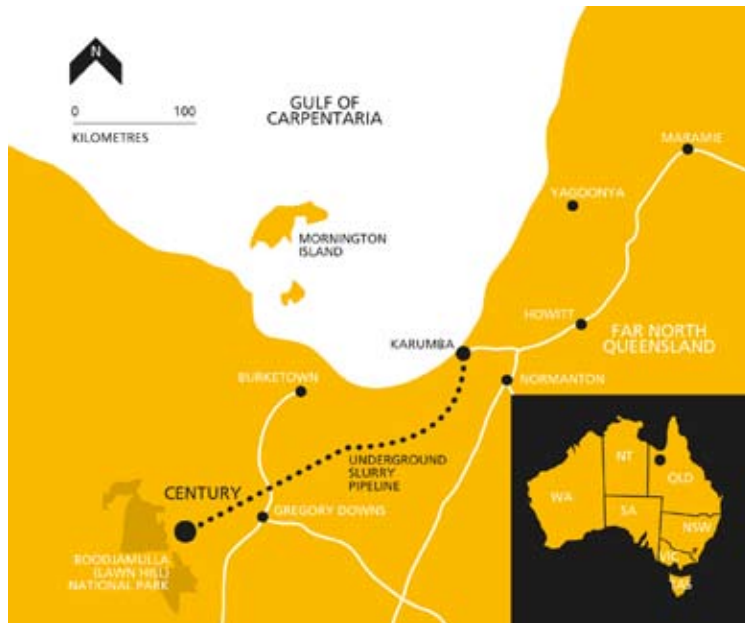 N
0 100
KILOMETRES
GULF OF
CARPENTARIA
MARAMIE
YAGOONYA
MORNINGTON
ISLAND
HOWITT
FAR NORTH
QUEENSLAND
KARUMBA
BURKETOWN
NORMANTON
UNDERGROUND
SLURRY
PIPELINE
CENTURY
GREGORY DOWNS
BOODJAMULLA
(LAWN HILL)
NATIONAL PARK
NT
QLD
WA
SA
NSW
VIC
TAS